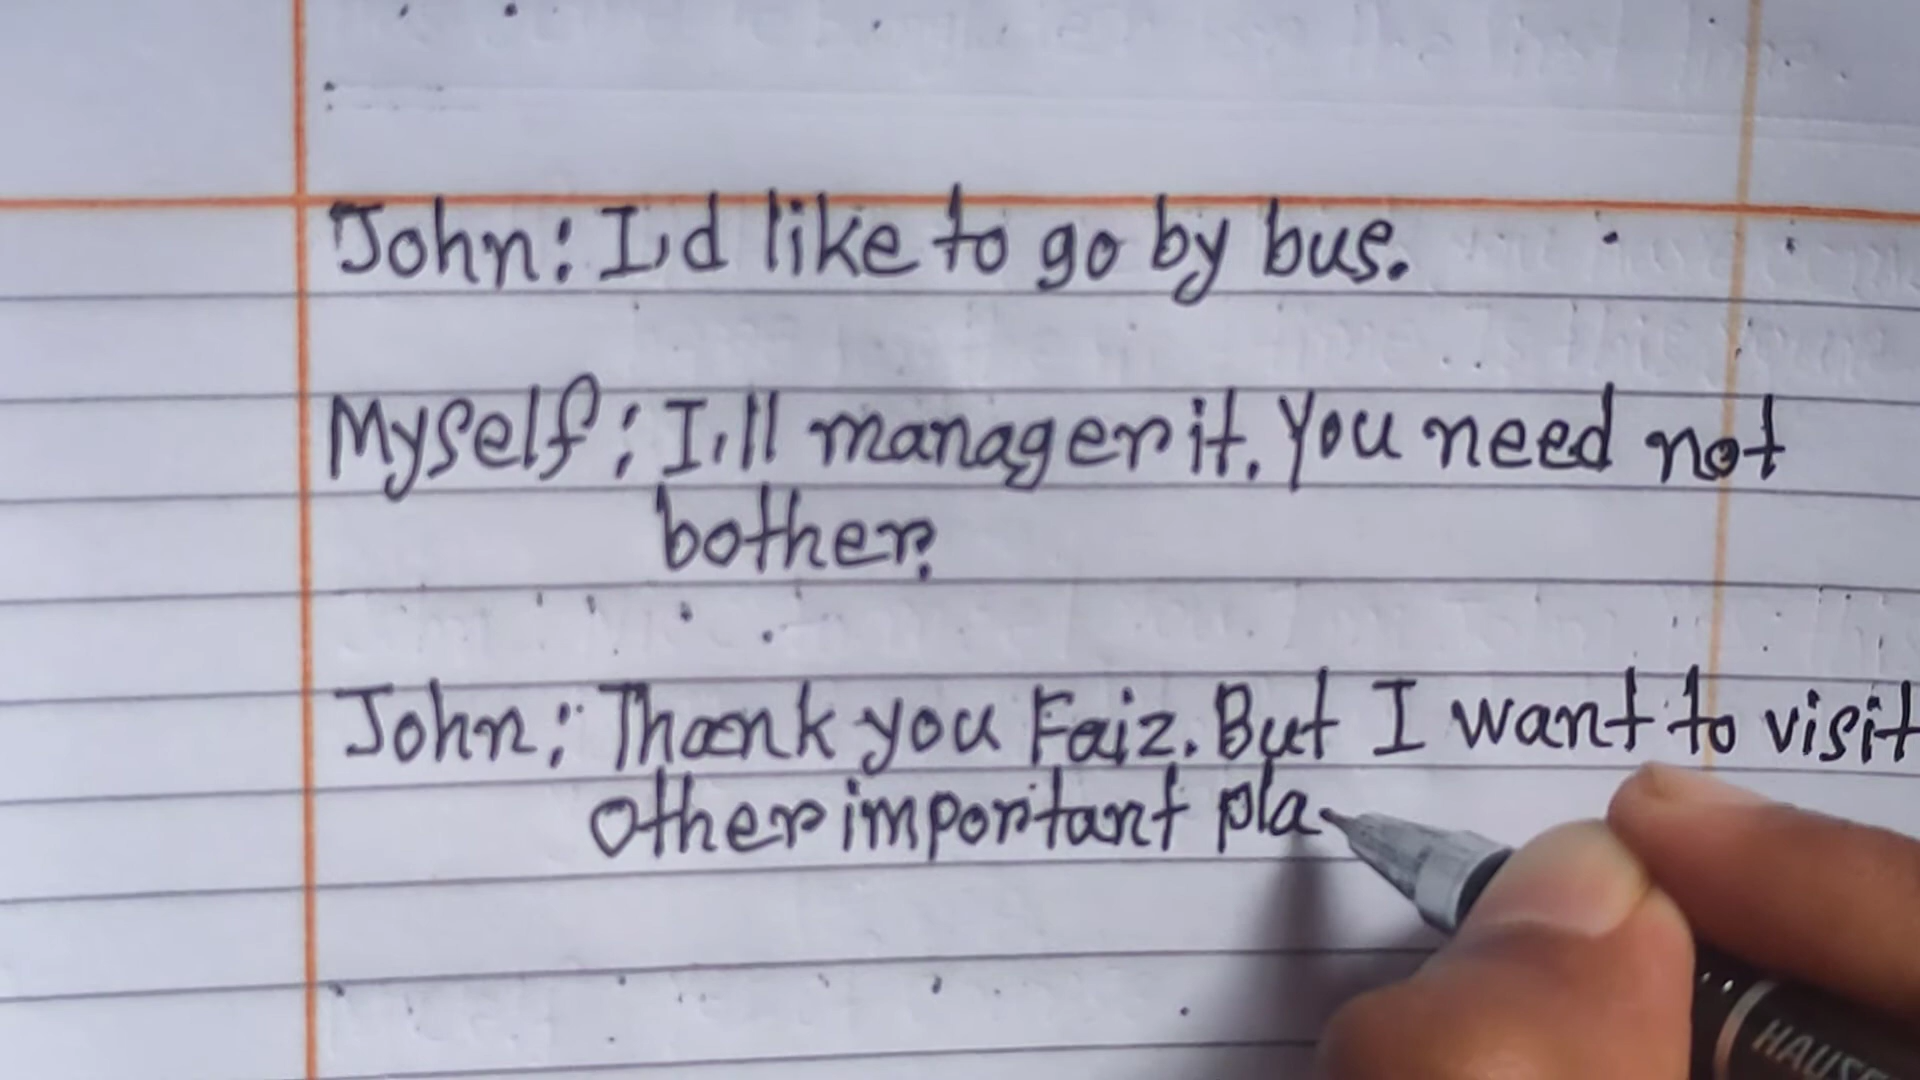 John: I,d like to go by bus.
Myself: I,ll manager it. You need not
bother.
John: Thank you Faiz. But I want to visit
other important pla
HAUSE